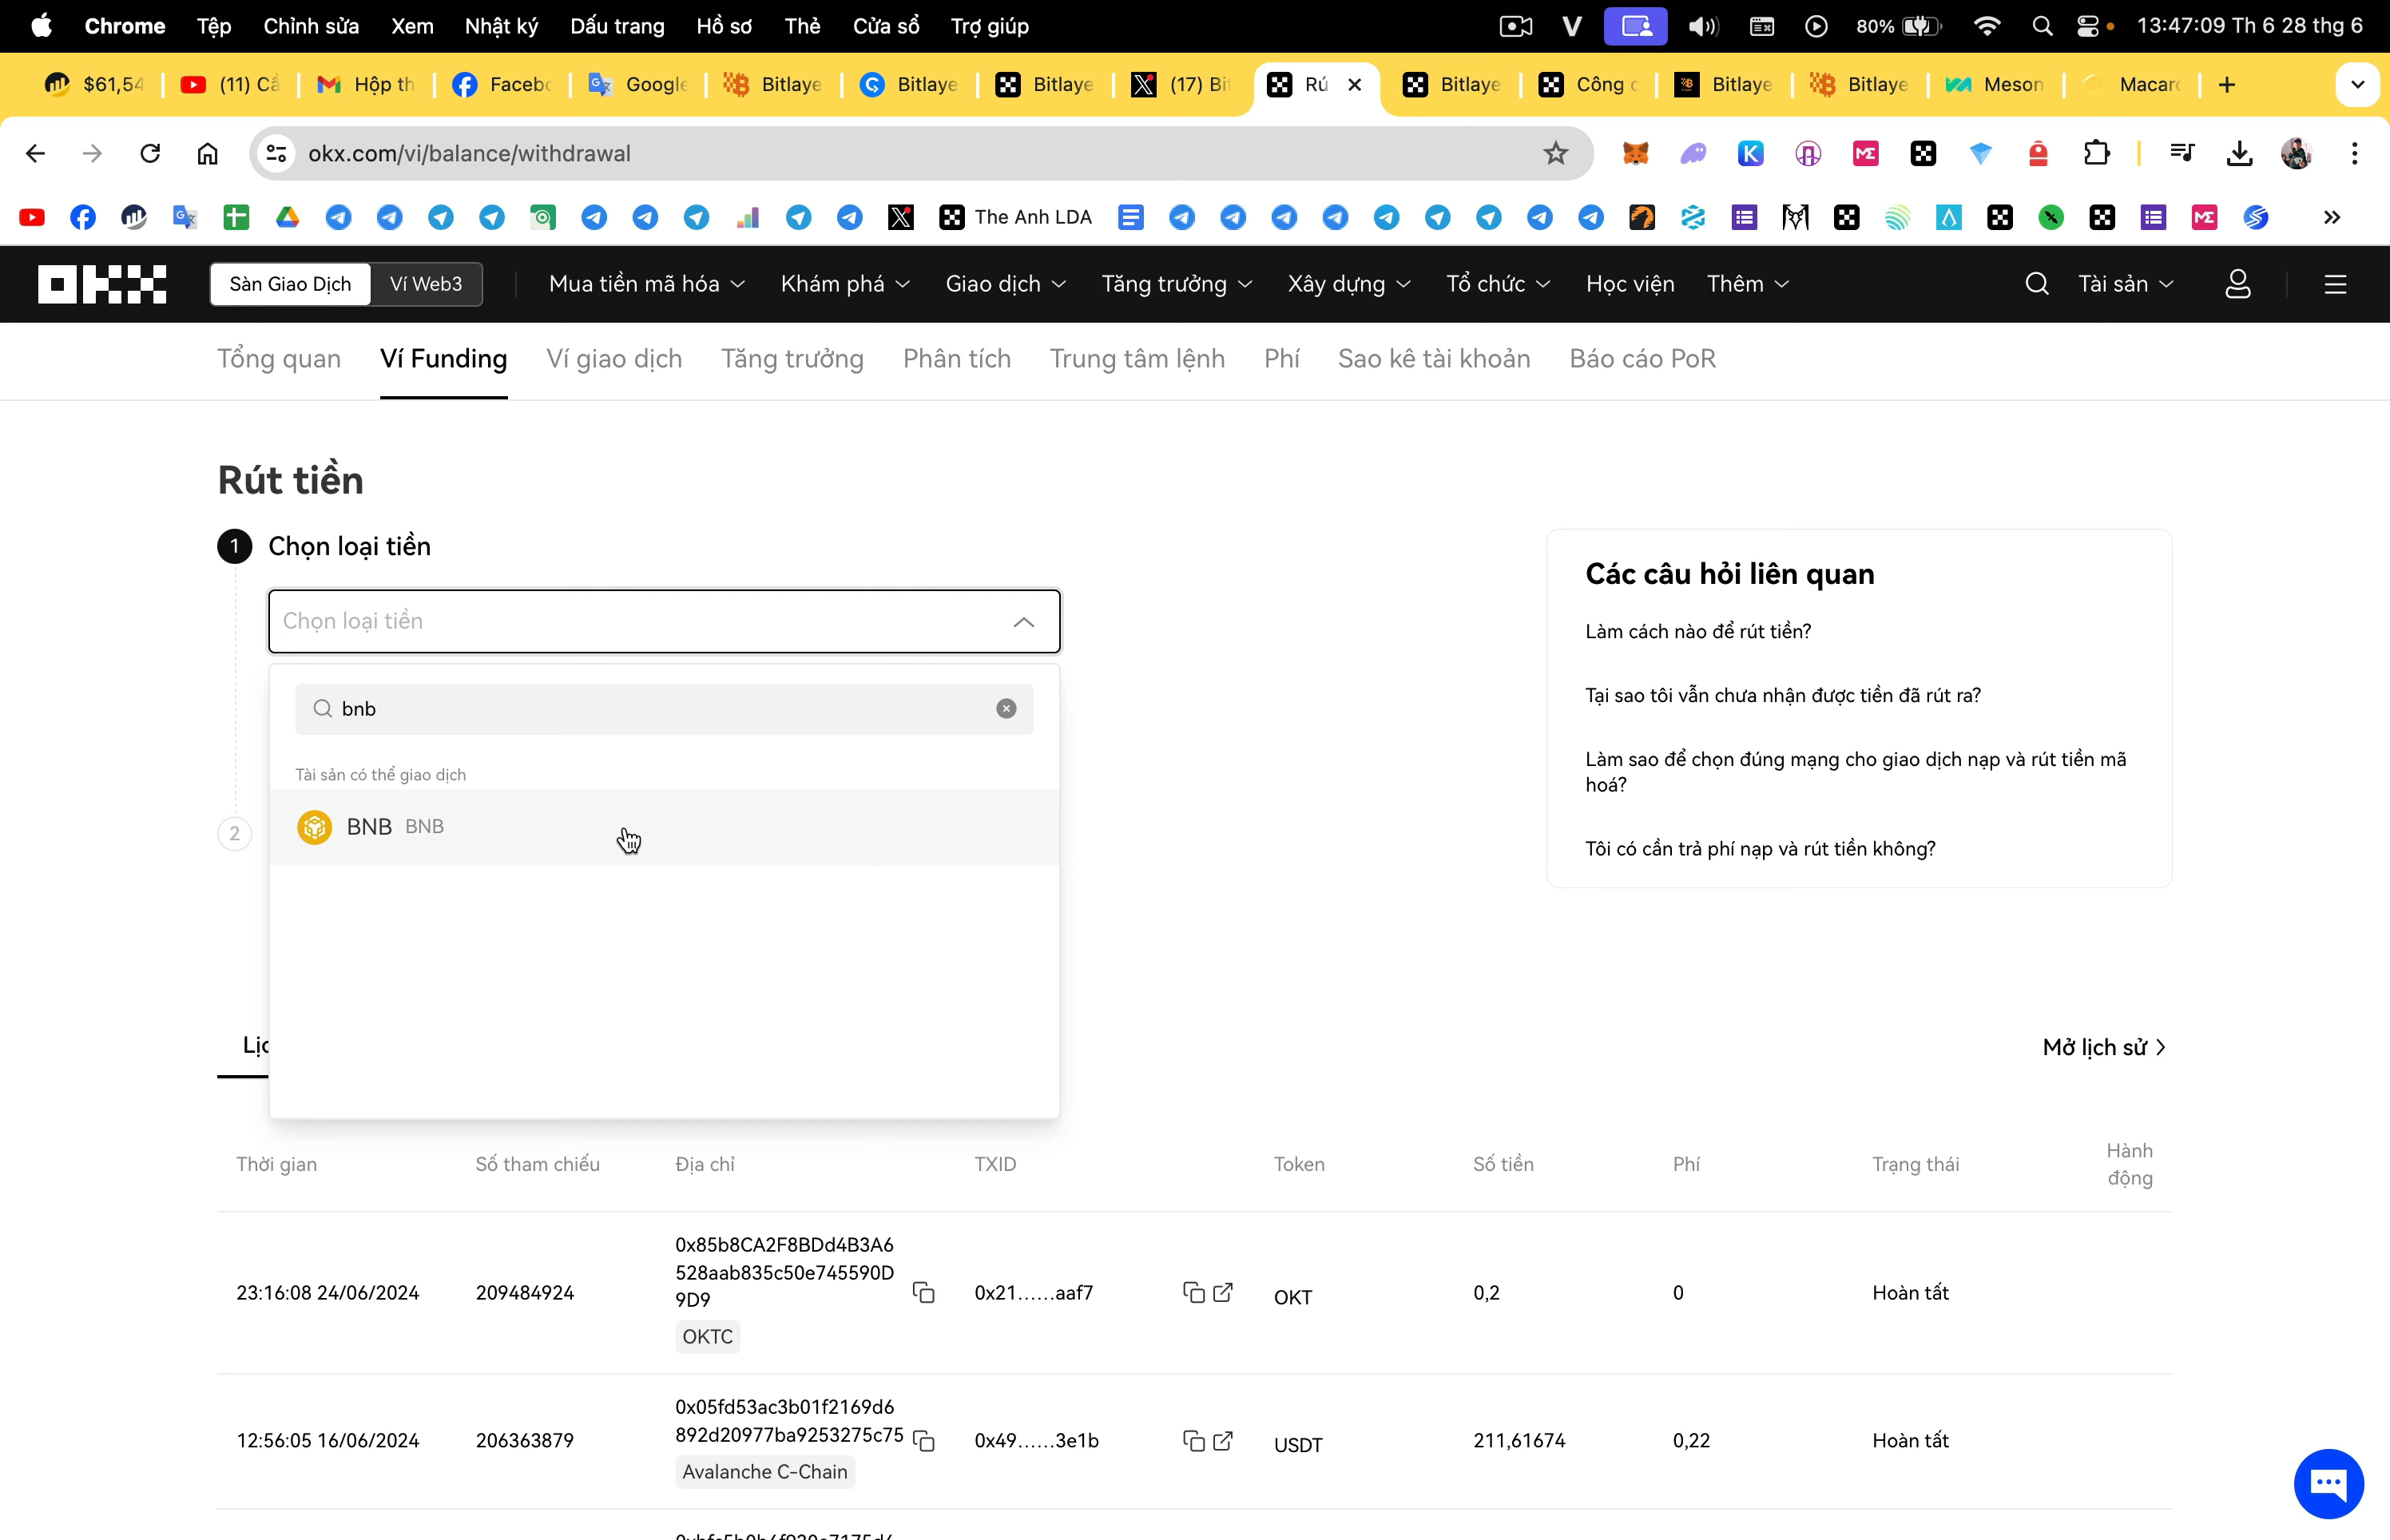 Chrome Tệp Chỉnh sửa Xem Nhật ký Dấu trang Hồ sơ Thẻ Cửa sổ Trợ giúp V 80% 13:47:09 Th 6 28 thg 6
$61,54 (11) Cá Hộp th Facebo Google Bitlaye Bitlaye Bitlaye (17) Bit Rú Bitlaye Công c Bitlaye Bitlaye Meson Macaro
okx.com/vi/balance/withdrawal
The Anh LDA
OKX Sàn Giao Dịch Ví Web3 Mua tiền mã hóa Khám phá Giao dịch Tăng trưởng Xây dựng Tổ chức Học viện Thêm Tài sản
Tổng quan Ví Funding Ví giao dịch Tăng trưởng Phân tích Trung tâm lệnh Phí Sao kê tài khoản Báo cáo PoR
Rút tiền
1 Chọn loại tiền
Chọn loại tiền
bnb
Tài sản có thể giao dịch
BNB BNB
2
Các câu hỏi liên quan
Làm cách nào để rút tiền?
Tại sao tôi vẫn chưa nhận được tiền đã rút ra?
Làm sao để chọn đúng mạng cho giao dịch nạp và rút tiền mã
hoá?
Tôi có cần trả phí nạp và rút tiền không?
Mở lịch sử
Thời gian Số tham chiếu Địa chỉ TXID Token Số tiền Phí Trạng thái Hành
động
0x85b8CA2F8BDd4B3A6
528aab835c50e745590D
9D9
23:16:08 24/06/2024 209484924 0x21......aaf7 OKT 0,2 0 Hoàn tất
OKTC
0x05fd53ac3b01f2169d6
892d20977ba9253275c75
12:56:05 16/06/2024 206363879 0x49......3e1b USDT 211,61674 0,22 Hoàn tất
Avalanche C-Chain